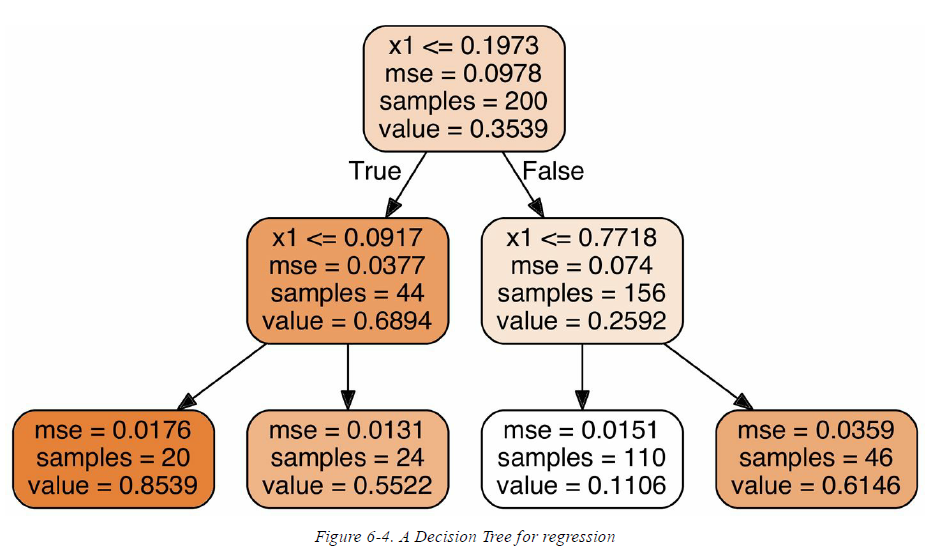 x1 <= 0.1973
mse = 0.0978
samples = 200
value = 0.3539
True
False
x1 <= 0.0917
mse = 0.0377
samples = 44
value = 0.6894
x1 <= 0.7718
mse = 0.074
samples = 156
value = 0.2592
mse = 0.0176
samples = 20
value = 0.8539
mse = 0.0131
samples = 24
value = 0.5522
mse = 0.0151
samples = 110
value = 0.1106
mse = 0.0359
samples = 46
value = 0.6146
Figure 6-4. A Decision Tree for regression